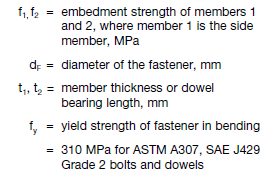 f₁, f₂ = embedment strength of members 1
and 2, where member 1 is the side
member, MPa
dF = diameter of the fastener, mm
t₁, t₂ = member thickness or dowel
bearing length, mm
fy = yield strength of fastener in bending
= 310 MPa for ASTM A307, SAE J429
Grade 2 bolts and dowels